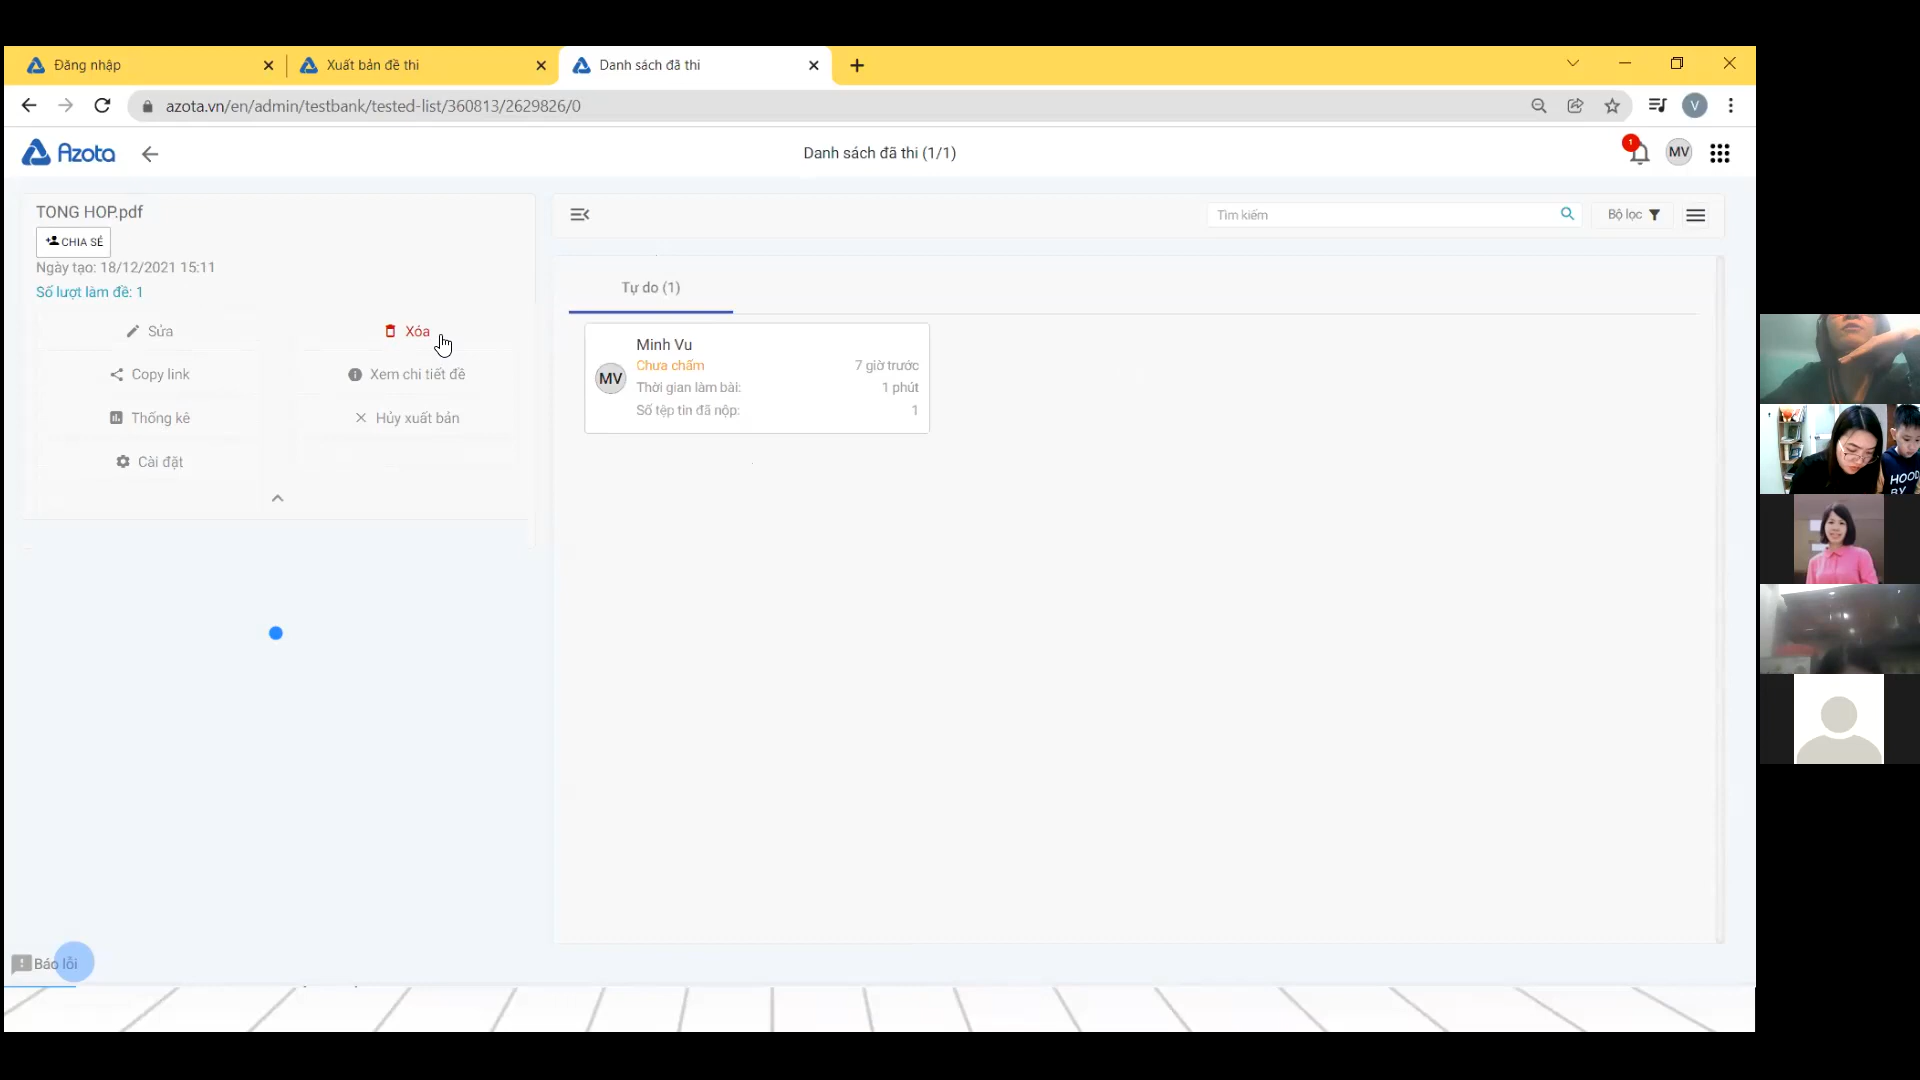 Đăng nhập
Xuất bản đề thi
Danh sách đã thi
azota.vn/en/admin/testbank/tested-list/360813/2629826/0
V
Azota
Danh sách đã thi (1/1)
1
MV
TONG HOP.pdf
CHIA SẺ
Ngày tạo: 18/12/2021 15:11
Số lượt làm đề: 1
Sửa
Xóa
Copy link
Xem chi tiết đề
Thống kê
Hủy xuất bản
Cài đặt
Tìm kiếm
Bộ lọc
Tự do (1)
MV
Minh Vu
Chưa chấm
7 giờ trước
Thời gian làm bài:
1 phút
Số tệp tin đã nộp:
1
Báo lỗi
HOOD
BY